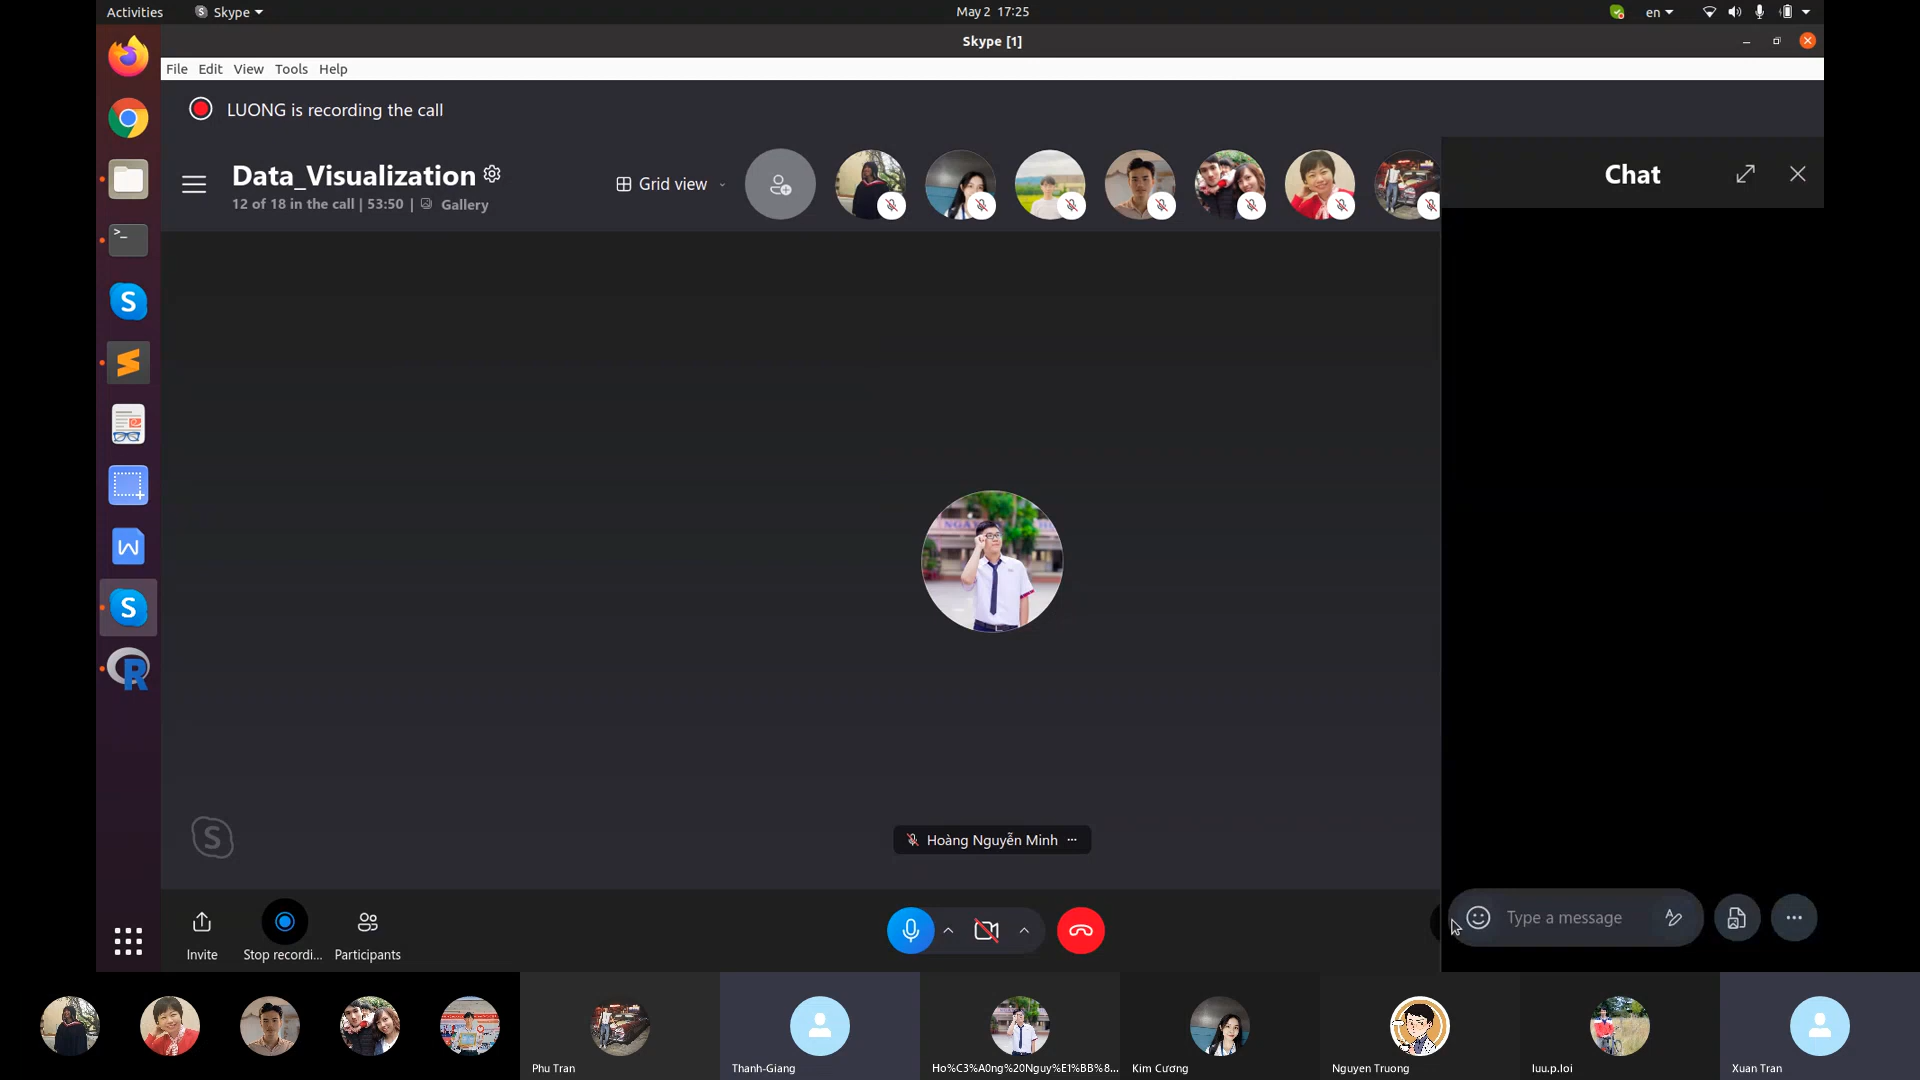 Activities
Skype
May 2 17:25
en
Skype [1]
File Edit View Tools Help
LUONG is recording the call
Data_Visualization
12 of 18 in the call | 53:50 | Gallery
Grid view
Chat
Hoàng Nguyễn Minh
Type a message
Invite
Stop recordi...
Participants
Phu Tran
Thanh-Giang
Ho%C3%A0ng%20Nguy%E1%BB%8...
Kim Cương
Nguyen Truong
luu.p.loi
Xuan Tran